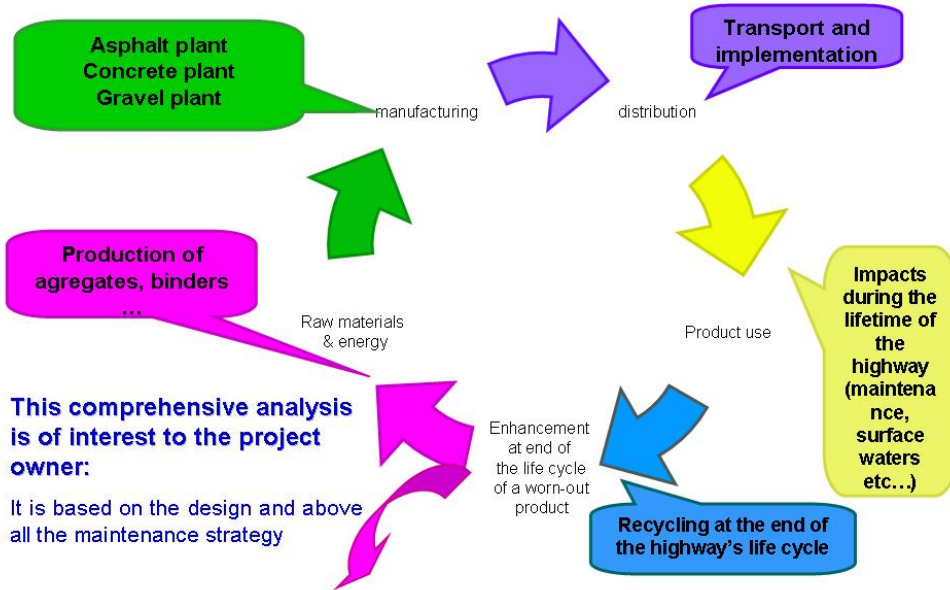 Asphalt plant
Concrete plant
Gravel plant
manufacturing
distribution
Transport and
implementation
Production of
agregates, binders
...
Raw materials
& energy
Product use
Impacts
during the
lifetime of
the
highway
(maintena
nce,
surface
waters
etc...)
This comprehensive analysis
is of interest to the project
owner:
It is based on the design and above
all the maintenance strategy
Enhancement
at end of
the life cycle
of a worn-out
product
Recycling at the end of
the highway's life cycle